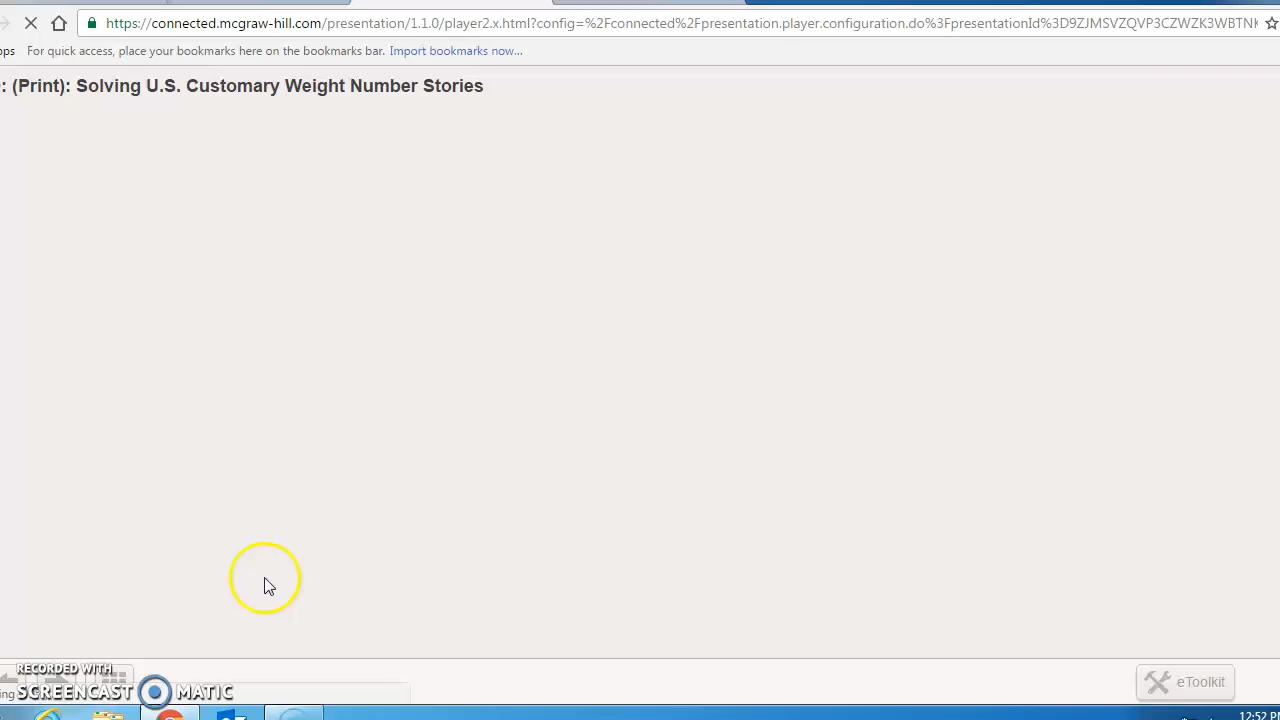 https://connected.mcgraw-hill.com/presentation/1.1.0/player2.x.html?config=%2Fconnected%2Fpresentation.player.configuration.do%3FpresentationId%3D9ZJMSVZQVP3CZWZK3WBTNK
For quick access, place your bookmarks here on the bookmarks bar. Import bookmarks now...
: (Print): Solving U.S. Customary Weight Number Stories
RECORDED WITH
SCREENCAST MATIC
eToolkit
12:52 P